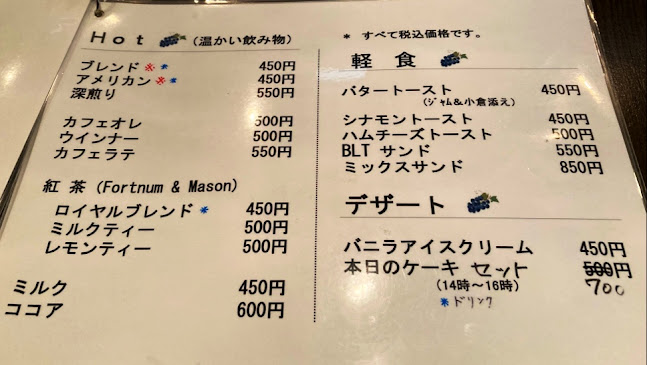 Hot (温かい飲み物)
ブレンド ※ * 450円
アメリカン ※ * 450円
深煎り 550円
カフェオレ 500円
ウインナー 500円
カフェラテ 550円
紅 茶 (Fortnum & Mason)
ロイヤルブレンド * 450円
ミルクティー 500円
レモンティー 500円
ミルク 450円
ココア 600円
* すべて税込価格です。
軽 食
バタートースト 450円
(ジャム&小倉添え)
シナモントースト 450円
ハムチーズトースト 500円
BLT サンド 550円
ミックスサンド 850円
デザート
バニラアイスクリーム 450円
本日のケーキ セット 500円
(14時～16時) 700
* ドリンク